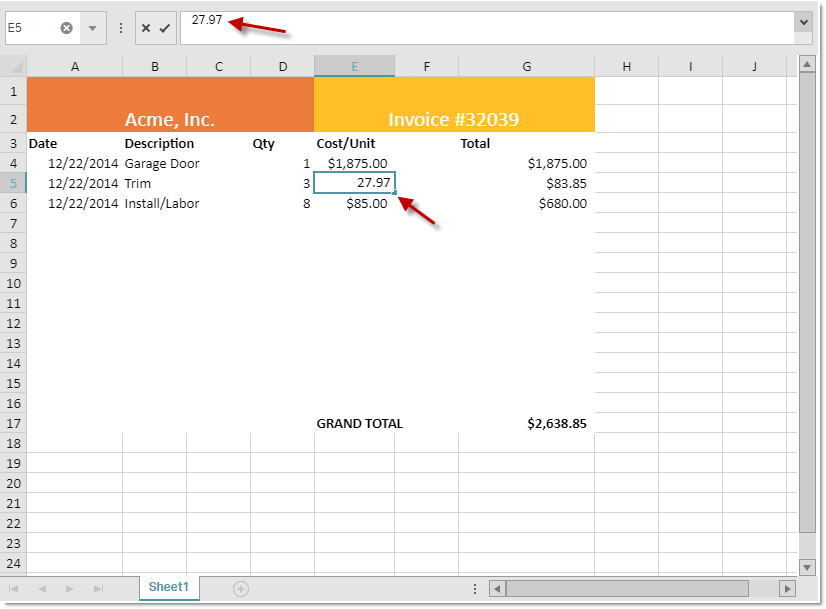 E5 27.97
A B C D E F G H I J
1
2 Acme, Inc. Invoice #32039
3 Date Description Qty Cost/Unit Total
4 12/22/2014 Garage Door 1 $1,875.00 $1,875.00
5 12/22/2014 Trim 3 27.97 $83.85
6 12/22/2014 Install/Labor 8 $85.00 $680.00
7
8
9
10
11
12
13
14
15
16
17 GRAND TOTAL $2,638.85
18
19
20
21
22
23
24
Sheet1